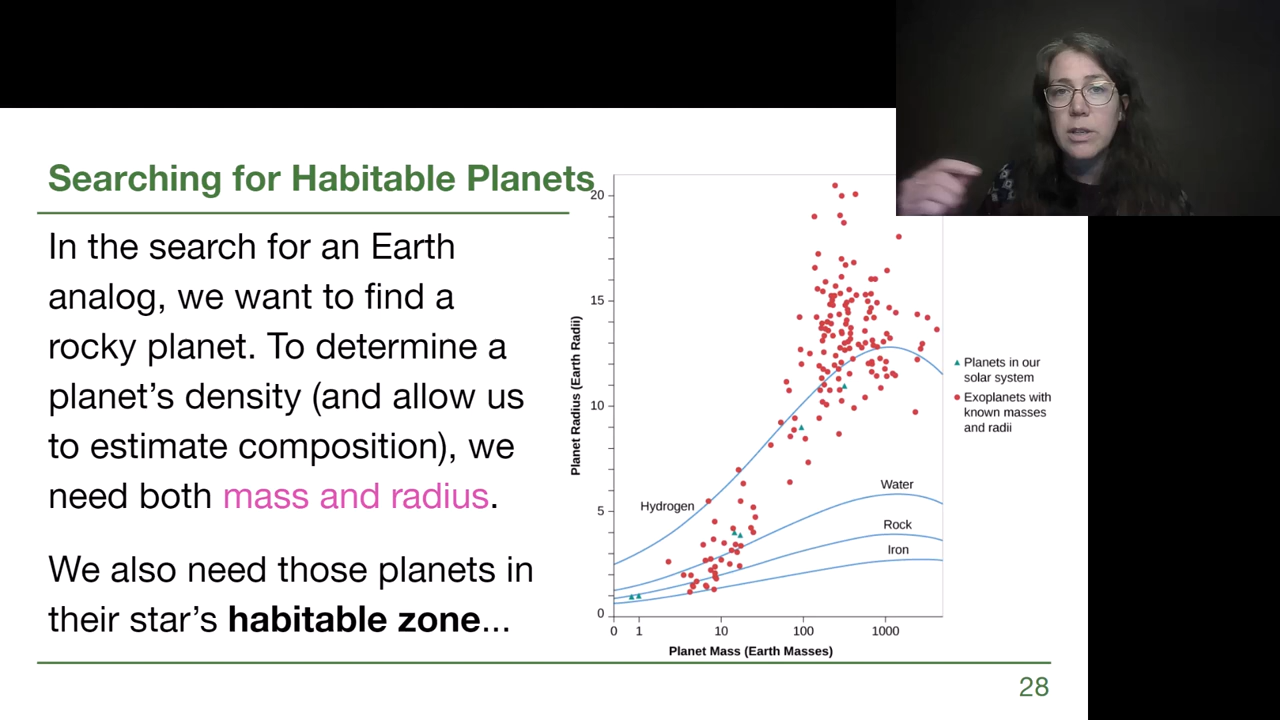 Searching for Habitable Planets
In the search for an Earth
analog, we want to find a
rocky planet. To determine a
planet's density (and allow us
to estimate composition), we
need both mass and radius.
We also need those planets in
their star's habitable zone...
Planet Radius (Earth Radii)
20
15
10
5
0
Hydrogen
Water
Rock
Iron
0 1 10 100 1000
Planet Mass (Earth Masses)
Planets in our
solar system
Exoplanets with
known masses
and radii
28